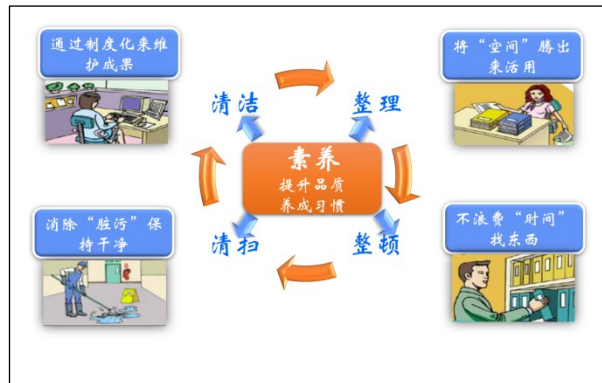 通过制度化来维
护成果
将“空间”腾出
来活用
清洁
整理
素养
提升品质
养成习惯
消除“脏污”保
持干净
不浪费“时间”
找东西
清扫
整顿